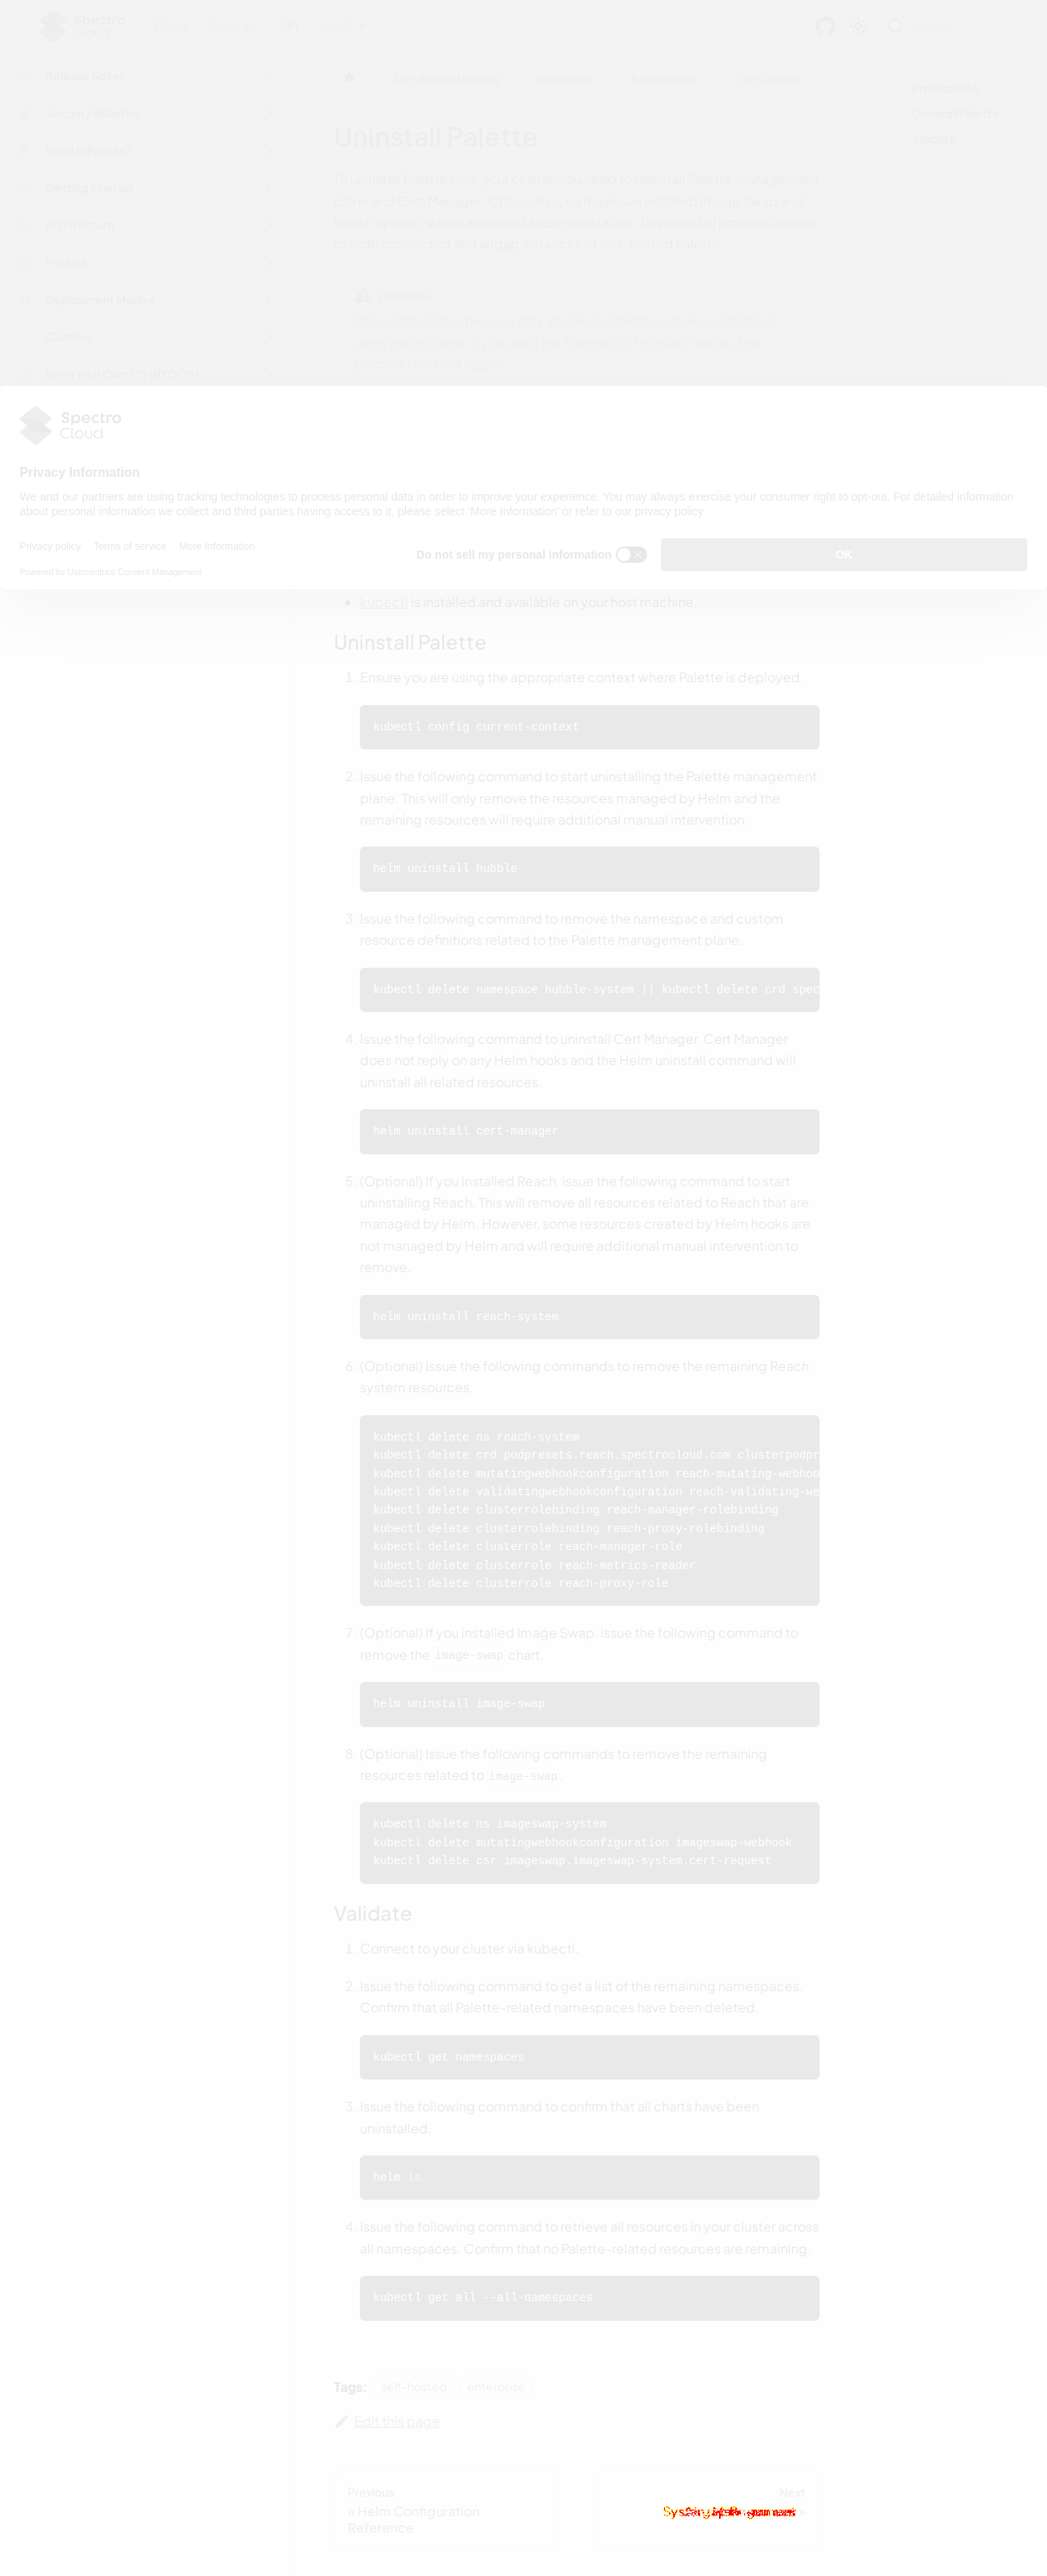 Spectro Cloud
Docs Tutorials API
Search
Release Notes
Security Bulletins
What is Palette?
Getting Started
Architecture
Profiles
Deployment Modes
Clusters
Bring Your Own OS (BYOOS)
Self-Hosted Palette
Kubernetes
Prerequisite
Uninstall Palette
Validate
Uninstall Palette
To uninstall Palette from your cluster, you need to uninstall Palette management
plane and Cert Manager. Optionally, you may have installed Image Swap and
Reach system, which also need to be uninstalled. This uninstall process applies
to both connected and airgap instances of self-hosted Palette.
WARNING
Spectro Cloud
Privacy Information
We and our partners are using tracking technologies to process personal data in order to improve your experience. You may always exercise your consumer right to opt-out. For detailed information
about personal information we collect and third parties having access to it, please select 'More Information' or refer to our privacy policy.
Privacy policy Terms of service More Information
Do not sell my personal information
OK
Powered by Usercentrics Consent Management
kubectl is installed and available on your host machine.
Uninstall Palette
1. Ensure you are using the appropriate context where Palette is deployed.
kubectl config current-context
2. Issue the following command to start uninstalling the Palette management
plane. This will only remove the resources managed by Helm and the
remaining resources will require additional manual intervention.
helm uninstall hubble
3. Issue the following command to remove the namespace and custom
resource definitions related to the Palette management plane.
kubectl delete namespace hubble-system || kubectl delete crd spec
4. Issue the following command to uninstall Cert Manager. Cert Manager
does not reply on any Helm hooks and the Helm uninstall command will
uninstall all related resources.
helm uninstall cert-manager
5. (Optional) If you installed Reach, issue the following command to start
uninstalling Reach. This will remove all resources related to Reach that are
managed by Helm. However, some resources created by Helm hooks are
not managed by Helm and will require additional manual intervention to
remove.
helm uninstall reach-system
6. (Optional) Issue the following commands to remove the remaining Reach
system resources.
kubectl delete ns reach-system
kubectl delete crd podpresets.reach.spectrocloud.com clusterpodpr
kubectl delete mutatingwebhookconfiguration reach-mutating-webhoo
kubectl delete validatingwebhookconfiguration reach-validating-we
kubectl delete clusterrolebinding reach-manager-rolebinding
kubectl delete clusterrolebinding reach-proxy-rolebinding
kubectl delete clusterrole reach-manager-role
kubectl delete clusterrole reach-metrics-reader
kubectl delete clusterrole reach-proxy-role
7. (Optional) If you installed Image Swap, issue the following command to
remove the image-swap chart.
helm uninstall image-swap
8. (Optional) Issue the following commands to remove the remaining
resources related to image-swap.
kubectl delete ns imageswap-system
kubectl delete mutatingwebhookconfiguration imageswap-webhook
kubectl delete csr imageswap.imageswap-system.cert-request
Validate
1. Connect to your cluster via kubectl.
2. Issue the following command to get a list of the remaining namespaces.
Confirm that all Palette-related namespaces have been deleted.
kubectl get namespaces
3. Issue the following command to confirm that all charts have been
uninstalled.
helm ls
4. Issue the following command to retrieve all resources in your cluster across
all namespaces. Confirm that no Palette-related resources are remaining.
kubectl get all --all-namespaces
Tags: self-hosted enterprise
Edit this page
Previous
« Helm Configuration
Reference
Next
»